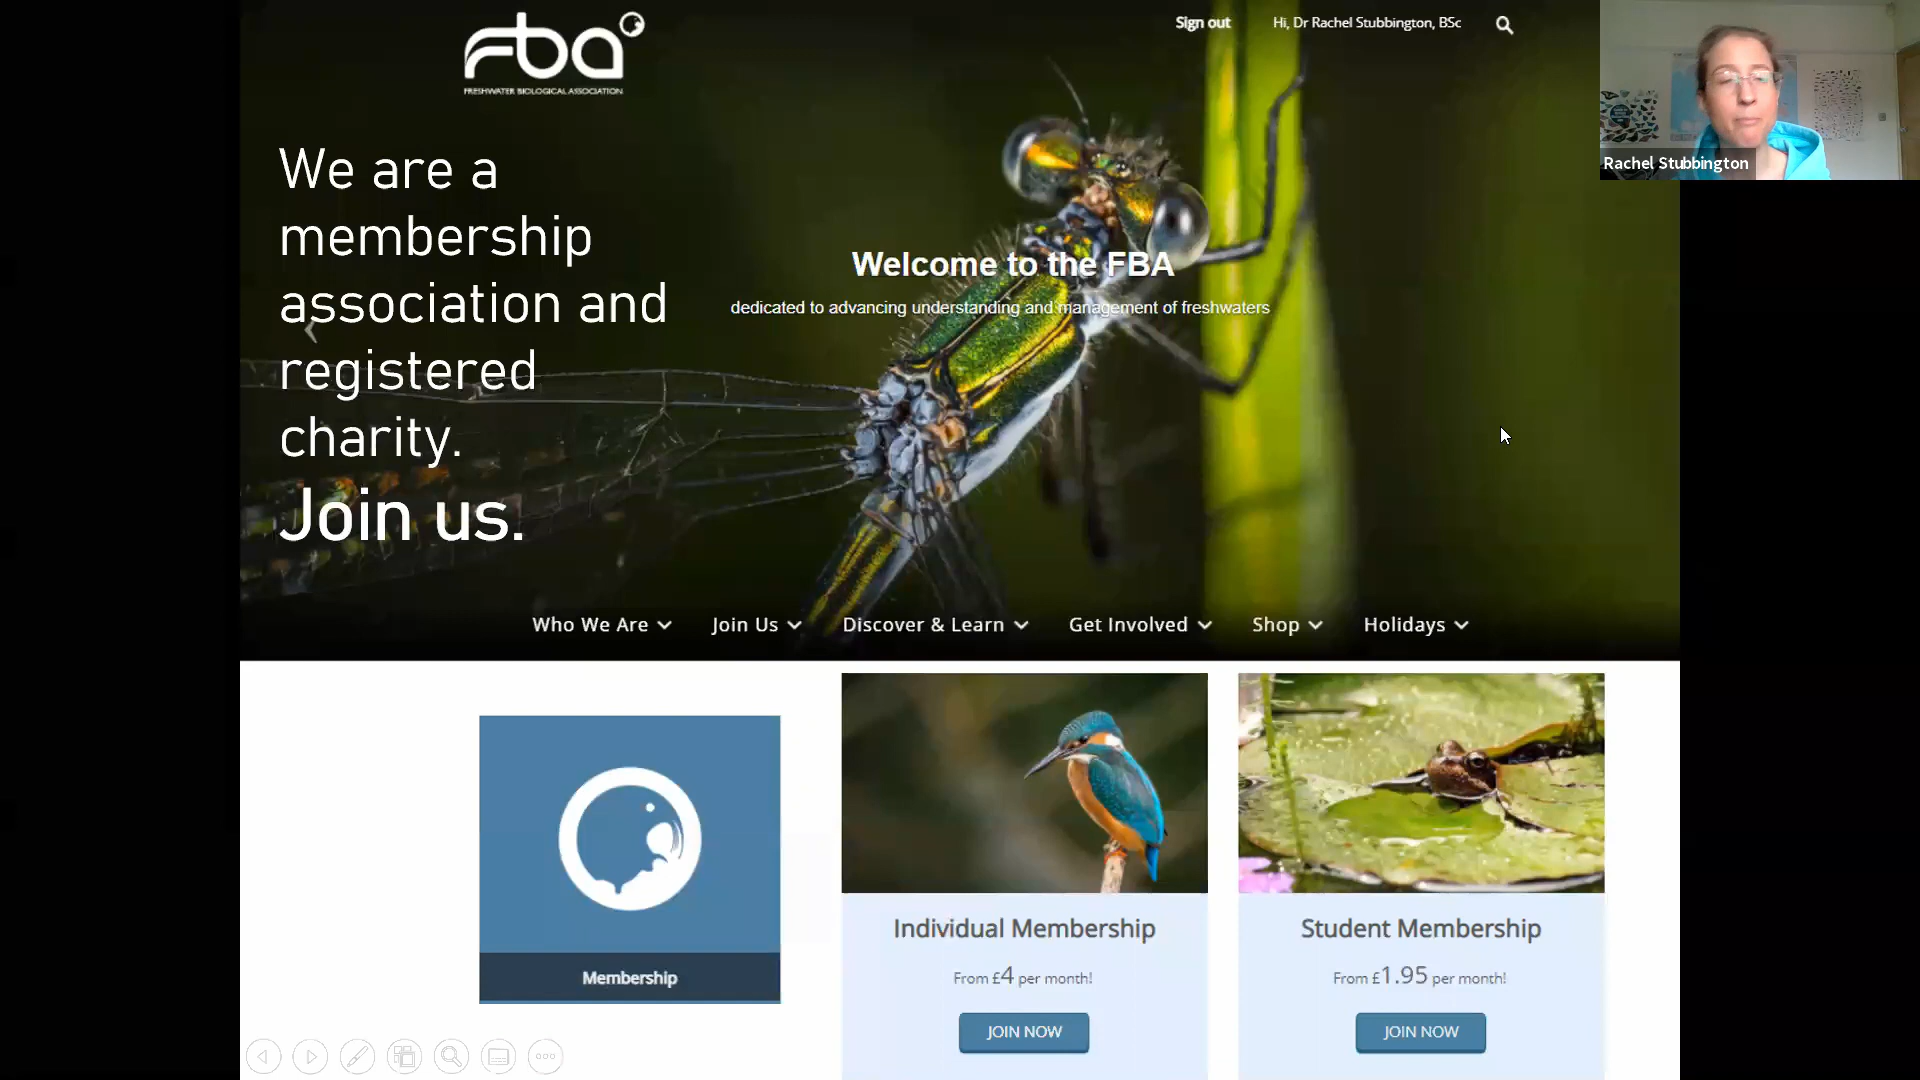 fba
FRESHWATER BIOLOGICAL ASSOCIATION
Sign out
Hi, Dr Rachel Stubbington, BSc
Rachel Stubbington
We are a
membership
association and
registered
charity.
Join us.
Welcome to the FBA
dedicated to advancing understanding and management of freshwaters
Who We Are
Join Us
Discover & Learn
Get Involved
Shop
Holidays
Membership
Individual Membership
From £4 per month!
JOIN NOW
Student Membership
From £1.95 per month!
JOIN NOW